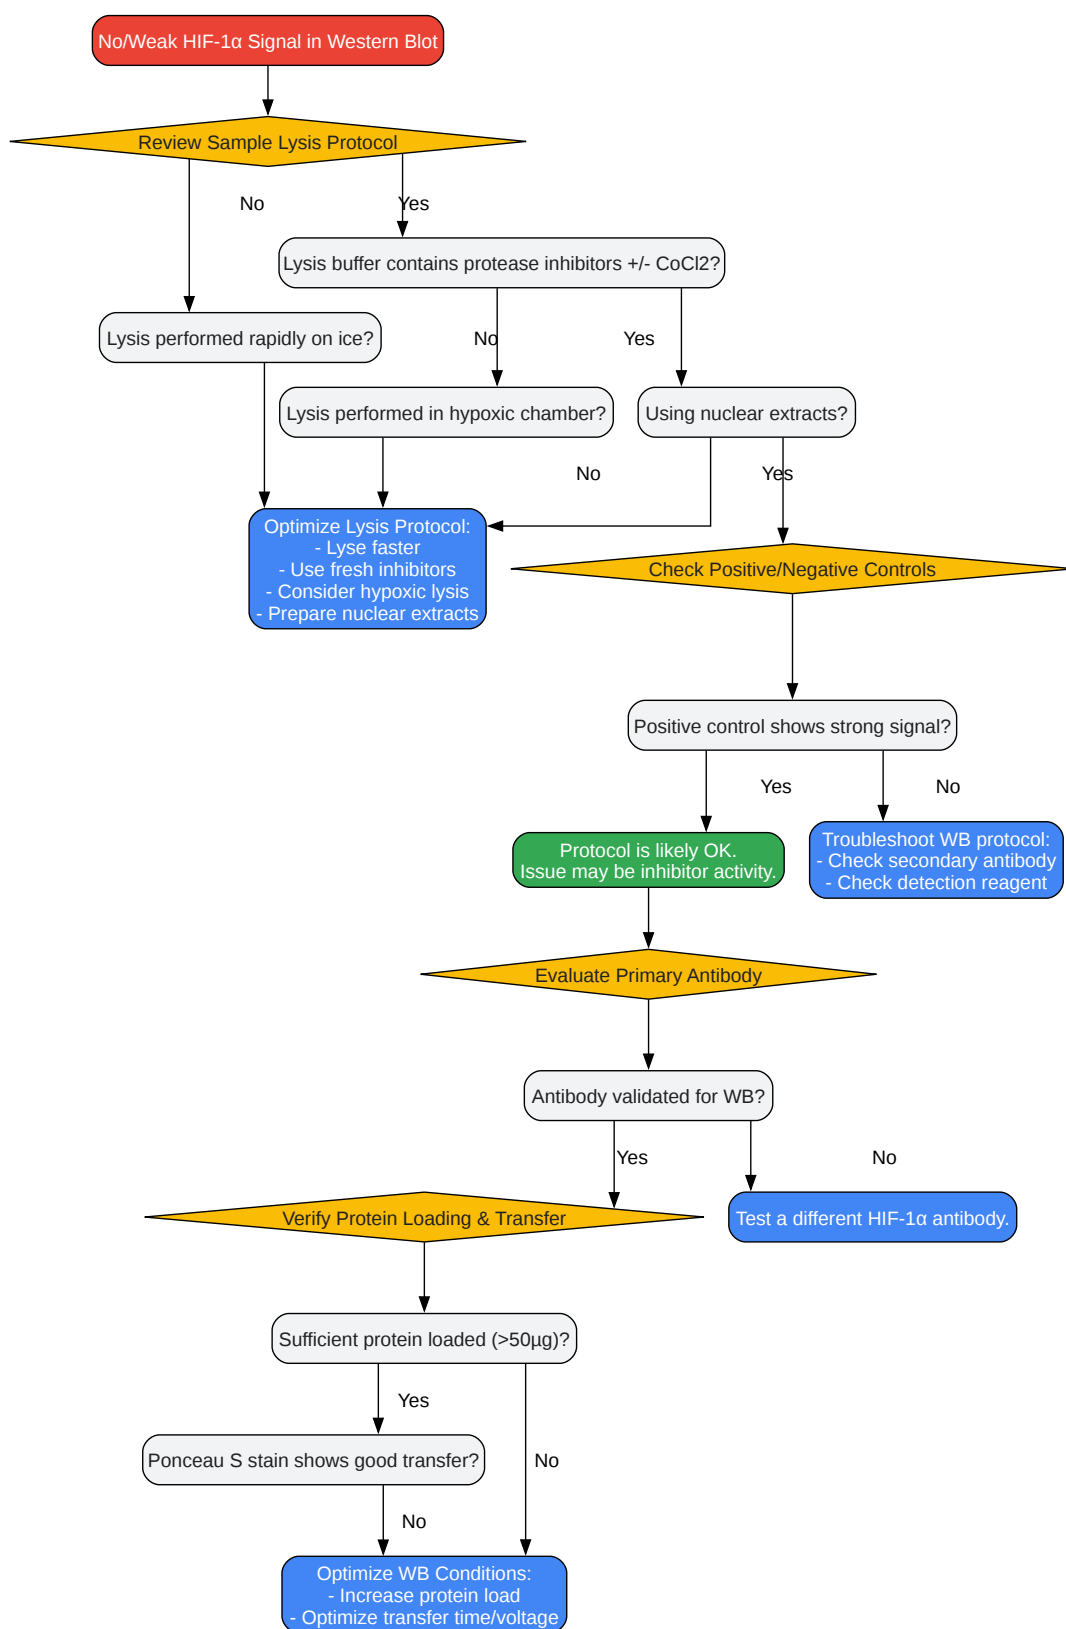 No/Weak HIF-1α Signal in Western Blot
Review Sample Lysis Protocol
No
Yes
Lysis buffer contains protease inhibitors +/- CoCl2?
Lysis performed rapidly on ice?
No
Yes
Lysis performed in hypoxic chamber?
Using nuclear extracts?
No
Yes
Optimize Lysis Protocol:
- Lyse faster
- Use fresh inhibitors
- Consider hypoxic lysis
- Prepare nuclear extracts
Check Positive/Negative Controls
Positive control shows strong signal?
Yes
No
Protocol is likely OK.
Issue may be inhibitor activity.
Troubleshoot WB protocol:
- Check secondary antibody
- Check detection reagent
Evaluate Primary Antibody
Antibody validated for WB?
Yes
No
Verify Protein Loading & Transfer
Test a different HIF-1α antibody.
Sufficient protein loaded (>50µg)?
Yes
Ponceau S stain shows good transfer?
No
No
Optimize WB Conditions:
- Increase protein load
- Optimize transfer time/voltage